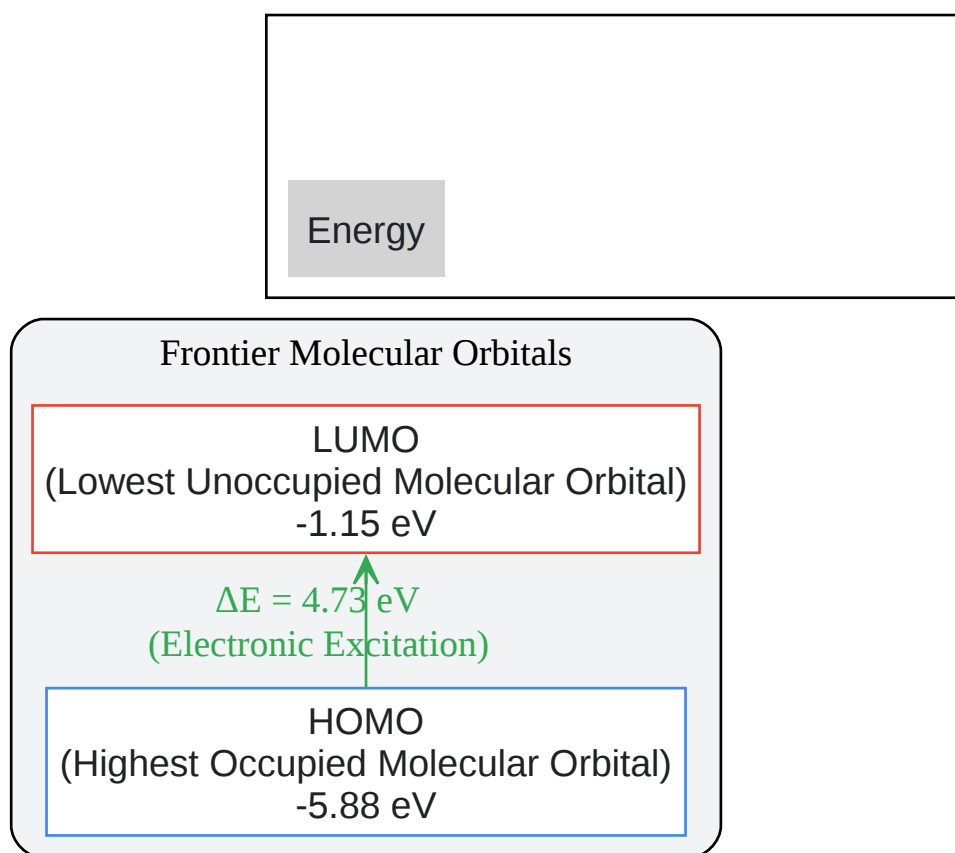 Energy
Frontier Molecular Orbitals
LUMO
(Lowest Unoccupied Molecular Orbital)
-1.15 eV
ΔE = 4.73 eV
(Electronic Excitation)
HOMO
(Highest Occupied Molecular Orbital)
-5.88 eV